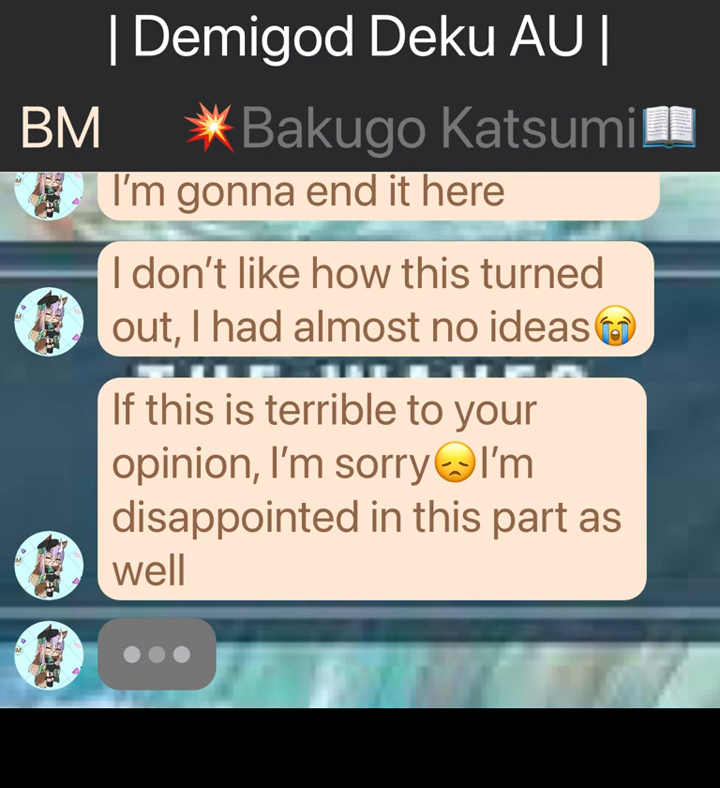 | Demigod Deku AU |
BM 💥Bakugo Katsumi📖
I'm gonna end it here
I don't like how this turned
out, I had almost no ideas😭
If this is terrible to your
opinion, I'm sorry😞I'm
disappointed in this part as
well